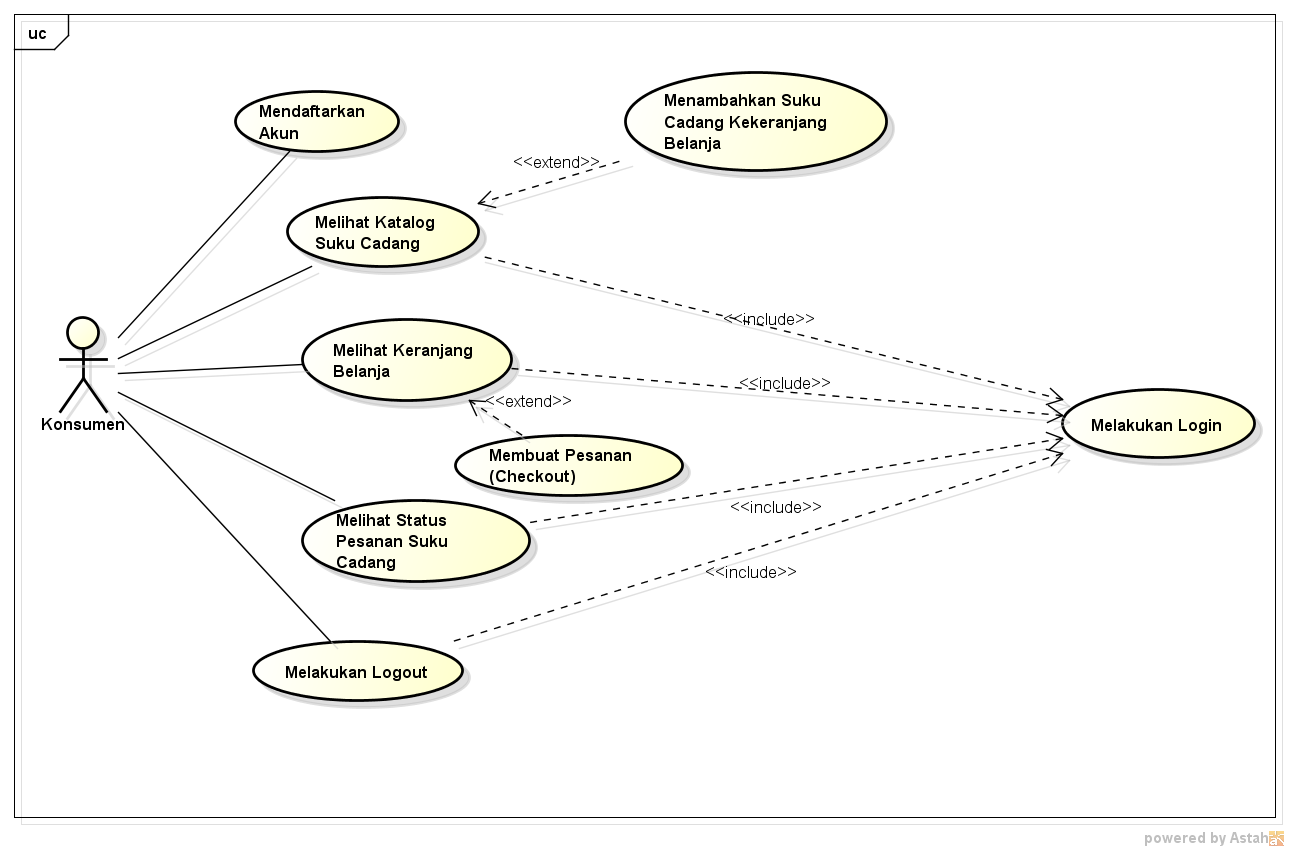 uc
Mendaftarkan
Akun
Menambahkan Suku
Cadang Kekeranjang
Belanja
<<extend>>
Melihat Katalog
Suku Cadang
<<include>>
Melihat Keranjang
Belanja
<<include>>
<<extend>>
Konsumen
Melakukan Login
Membuat Pesanan
(Checkout)
<<include>>
Melihat Status
Pesanan Suku
Cadang
<<include>>
Melakukan Logout
powered by Astah